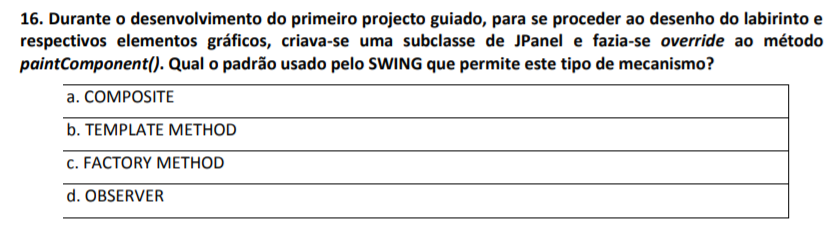 16. Durante o desenvolvimento do primeiro projecto guiado, para se proceder ao desenho do labirinto e
respectivos elementos gráficos, criava-se uma subclasse de JPanel e fazia-se override ao método
paintComponent(). Qual o padrão usado pelo SWING que permite este tipo de mecanismo?
a. COMPOSITE
b. TEMPLATE METHOD
c. FACTORY METHOD
d. OBSERVER